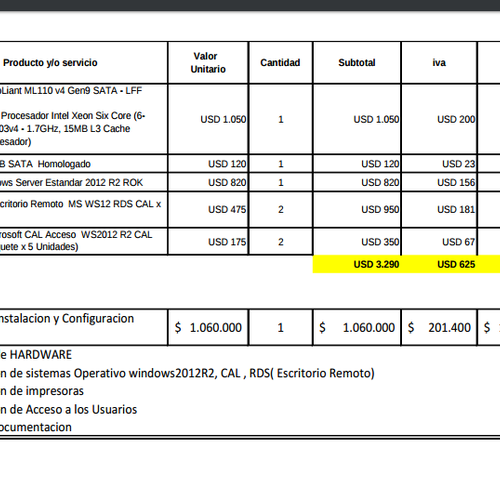 Producto y/o servicio Valor Unitario Cantidad Subtotal iva
Liant ML110 v4 Gen9 SATA - LFF
Procesador Intel Xeon Six Core (6-
03v4 - 1.7GHz, 15MB L3 Cache
esador) USD 1.050 1 USD 1.050 USD 200
B SATA Homologado USD 120 1 USD 120 USD 23
ws Server Estandar 2012 R2 ROK USD 820 1 USD 820 USD 156
critorio Remoto MS WS12 RDS CAL x USD 475 2 USD 950 USD 181
rosoft CAL Acceso WS2012 R2 CAL
uete x 5 Unidades) USD 175 2 USD 350 USD 67
USD 3.290 USD 625
nstalacion y Configuracion $ 1.060.000 1 $ 1.060.000 $ 201.400 $
e HARDWARE
n de sistemas Operativo windows2012R2, CAL , RDS( Escritorio Remoto)
n de impresoras
n de Acceso a los Usuarios
ocumentacion